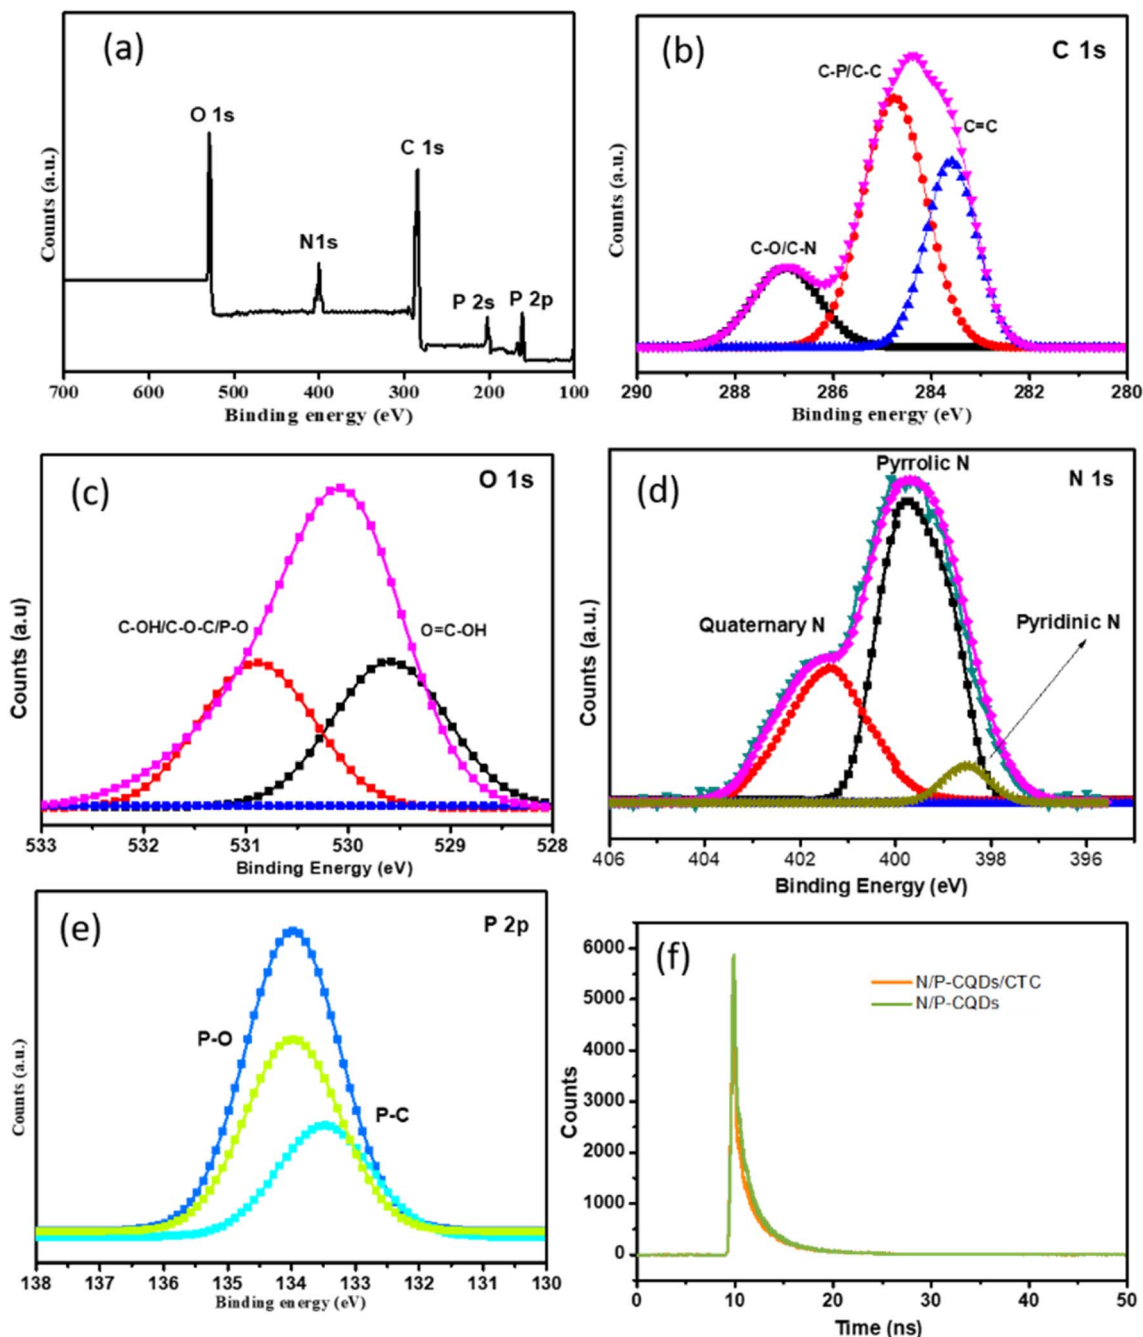 (a)
O 1s
C 1s
N1s
P 2s P 2p
Counts (a.u.)
700 600 500 400 300 200 100
Binding energy (eV)
(b)
C 1s
C-P/C-C
C=C
C-O/C-N
Counts (a.u.)
290 288 286 284 282 280
Binding energy (eV)
(c)
O 1s
C-OH/C-O-C/P-O
O=C-OH
Counts (a.u)
533 532 531 530 529 528
Binding Energy (eV)
(d)
Pyrrolic N
N 1s
Quaternary N
Pyridinic N
Counts (a.u.)
406 404 402 400 398 396
Binding Energy (eV)
(e)
P 2p
P-O
P-C
Counts (a.u.)
138 137 136 135 134 133 132 131 130
Binding energy (eV)
(f)
N/P-CQDs/CTC
N/P-CQDs
Counts
6000
5000
4000
3000
2000
1000
0
0 10 20 30 40 50
Time (ns)